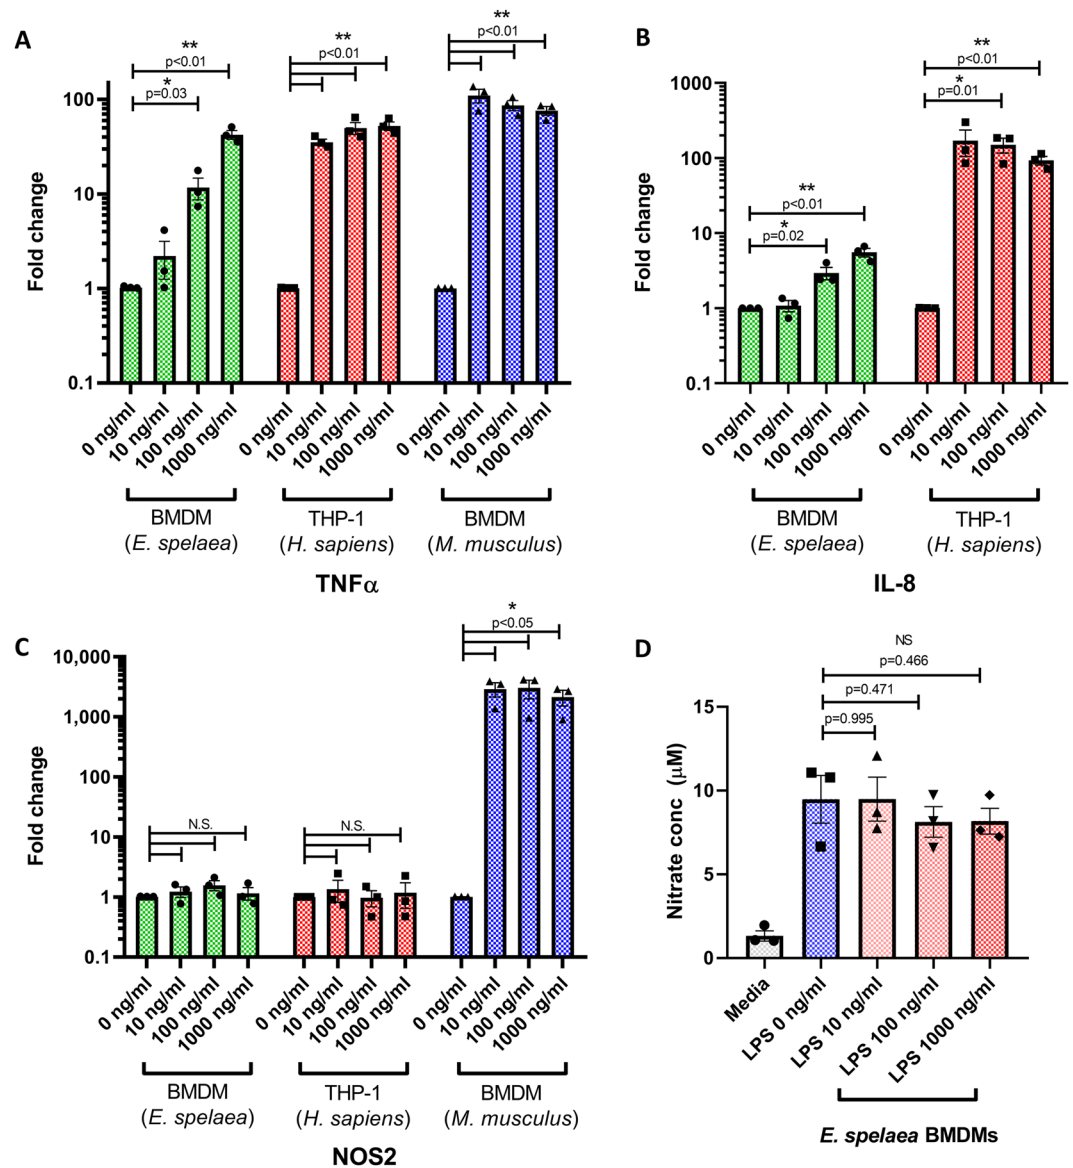 A
**
p<0.01
*
p=0.03
**
p<0.01
**
p<0.01
Fold change
100
10
1
0.1
0 ng/ml
10 ng/ml
100 ng/ml
1000 ng/ml
0 ng/ml
10 ng/ml
100 ng/ml
1000 ng/ml
0 ng/ml
10 ng/ml
100 ng/ml
1000 ng/ml
BMDM
(E. spelaea)
THP-1
(H. sapiens)
BMDM
(M. musculus)
TNFα
B
**
p<0.01
*
p=0.02
**
p<0.01
*
p=0.01
Fold change
1000
100
10
1
0.1
0 ng/ml
10 ng/ml
100 ng/ml
1000 ng/ml
0 ng/ml
10 ng/ml
100 ng/ml
1000 ng/ml
BMDM
(E. spelaea)
THP-1
(H. sapiens)
IL-8
C
N.S.
N.S.
*
p<0.05
Fold change
10,000
1,000
100
10
1
0.1
0 ng/ml
10 ng/ml
100 ng/ml
1000 ng/ml
0 ng/ml
10 ng/ml
100 ng/ml
1000 ng/ml
0 ng/ml
10 ng/ml
100 ng/ml
1000 ng/ml
BMDM
(E. spelaea)
THP-1
(H. sapiens)
BMDM
(M. musculus)
NOS2
D
NS
p=0.466
p=0.471
p=0.995
Nitrate conc (µM)
15
10
5
0
Media
LPS 0 ng/ml
LPS 10 ng/ml
LPS 100 ng/ml
LPS 1000 ng/ml
E. spelaea BMDMs